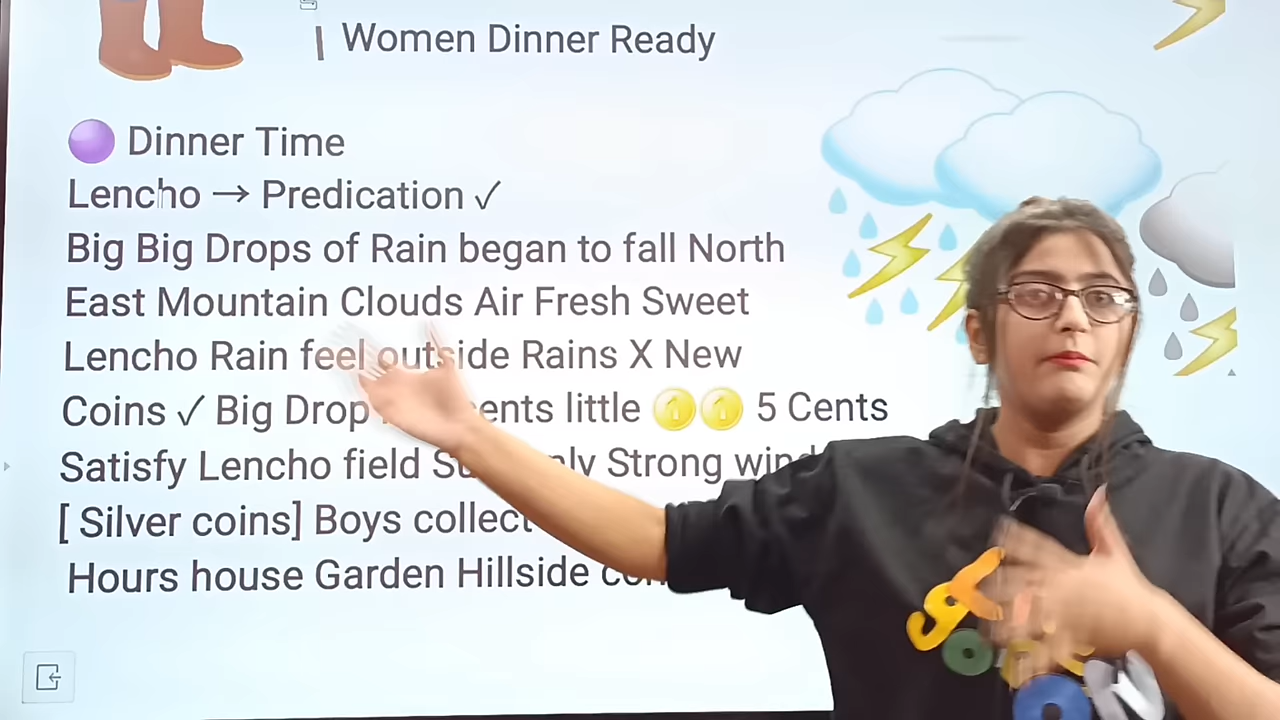 | Women Dinner Ready
Dinner Time
Lencho → Predication ✓
Big Big Drops of Rain began to fall North
East Mountain Clouds Air Fresh Sweet
Lencho Rain feel outside Rains X New
Coins ✓ Big Drop little 5 Cents
Satisfy Lencho field Strong
[ Silver coins] Boys collect
Hours house Garden Hillside